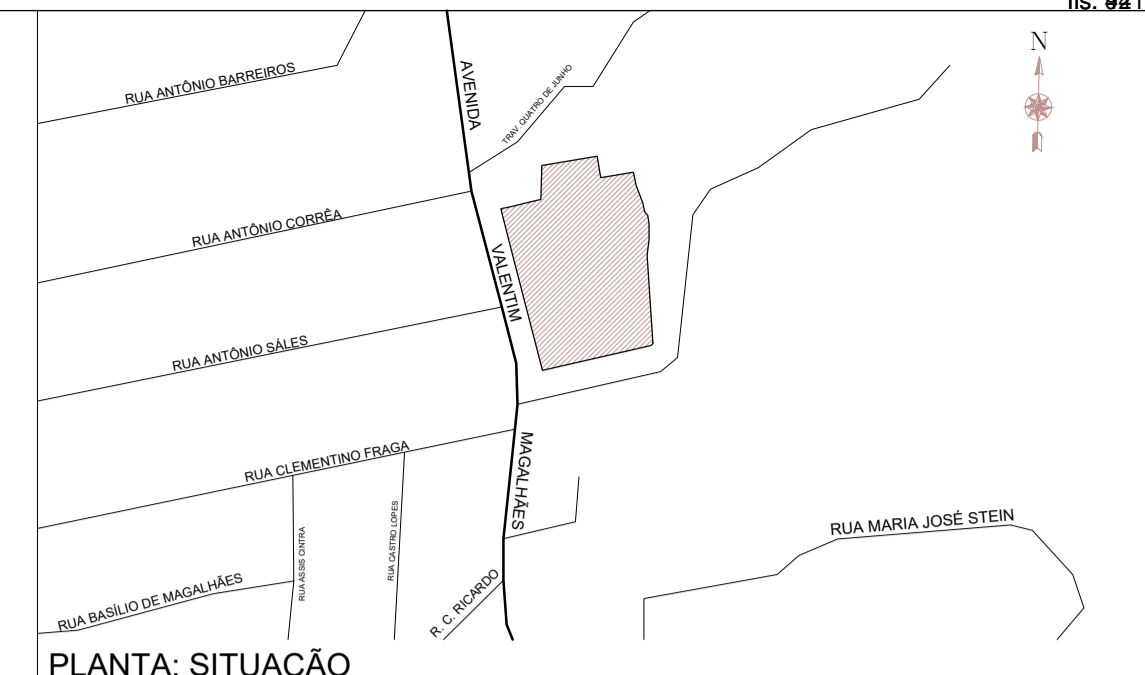 fls.
N
RUA ANTÔNIO BARREIROS
AVENIDA
TRAV. QUATRO DE JUNHO
RUA ANTÔNIO CORRÊA
VALENTIM
RUA ANTÔNIO SÁLES
RUA CLEMENTINO FRAGA
MAGALHÃES
RUA MARIA JOSÉ STEIN
RUA ASSIS CINTRA
RUA CASTRO LOPES
RUA BASÍLIO DE MAGALHÃES
R. C. RICARDO
PLANTA: SITUAÇÃO